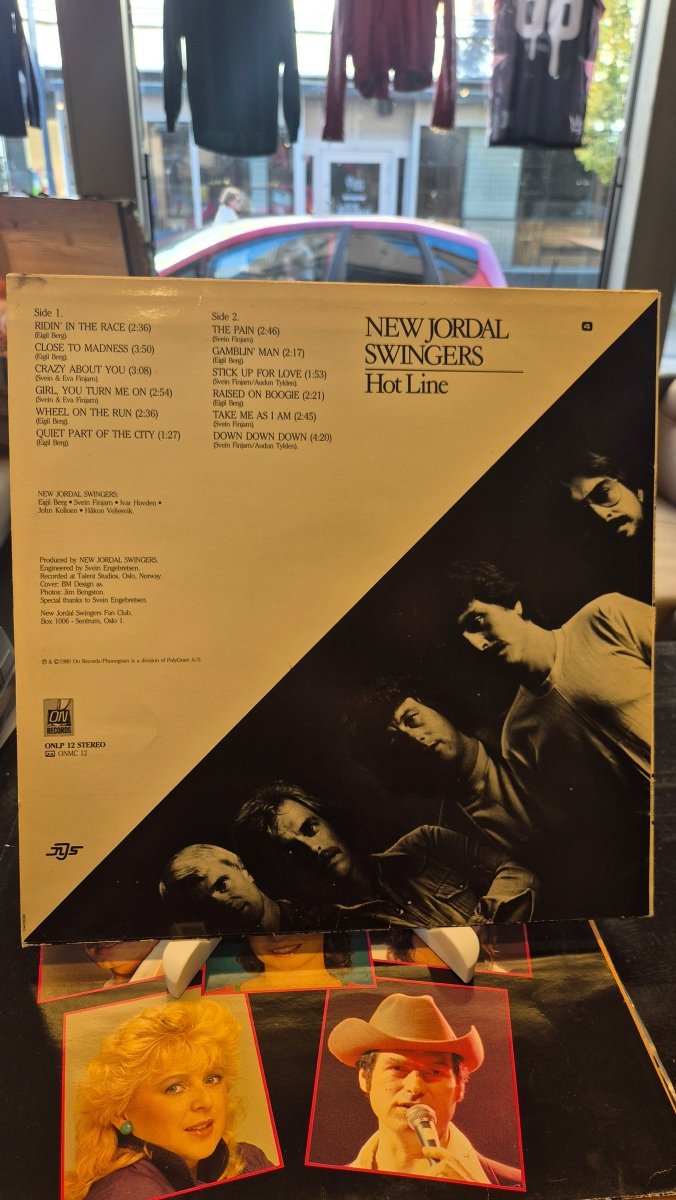 Side 1.
RIDIN' IN THE RACE (2:36)
(Eigil Berg).
CLOSE TO MADNESS (3:50)
(Eigil Berg).
CRAZY ABOUT YOU (3:08)
(Svein & Eva Finjarn).
GIRL, YOU TURN ME ON (2:54)
(Svein & Eva Finjarn).
WHEEL ON THE RUN (2:36)
(Eigil Berg).
QUIET PART OF THE CITY (1:27)
(Eigil Berg).
Side 2.
THE PAIN (2:46)
(Svein Finjarn).
GAMBLIN' MAN (2:17)
(Eigil Berg).
STICK UP FOR LOVE (1:53)
(Svein Finjarn/Audun Tylden).
RAISED ON BOOGIE (2:21)
(Eigil Berg).
TAKE ME AS I AM (2:45)
(Svein Finjarn).
DOWN DOWN DOWN (4:20)
(Svein Finjarn/Audun Tylden).
NEW JORDAL
SWINGERS
Hot Line
4
NEW JORDAL SWINGERS:
Eigil Berg • Svein Finjarn • Ivar Hovden •
John Kolloen • Håkon Vellesvik.
Produced by NEW JORDAL SWINGERS.
Engineered by Svein Engebretsen.
Recorded at Talent Studios, Oslo, Norway.
Cover: BM Design as.
Photos: Jim Bengston.
Special thanks to Svein Engebretsen.
New Jordal Swingers Fan Club,
Box 1006 - Sentrum, Oslo 1.
℗ & © 1980 On Records/Phonogram is a division of PolyGram A/S.
ON
RECORDS
ONLP 12 STEREO
ONMC 12
NJS